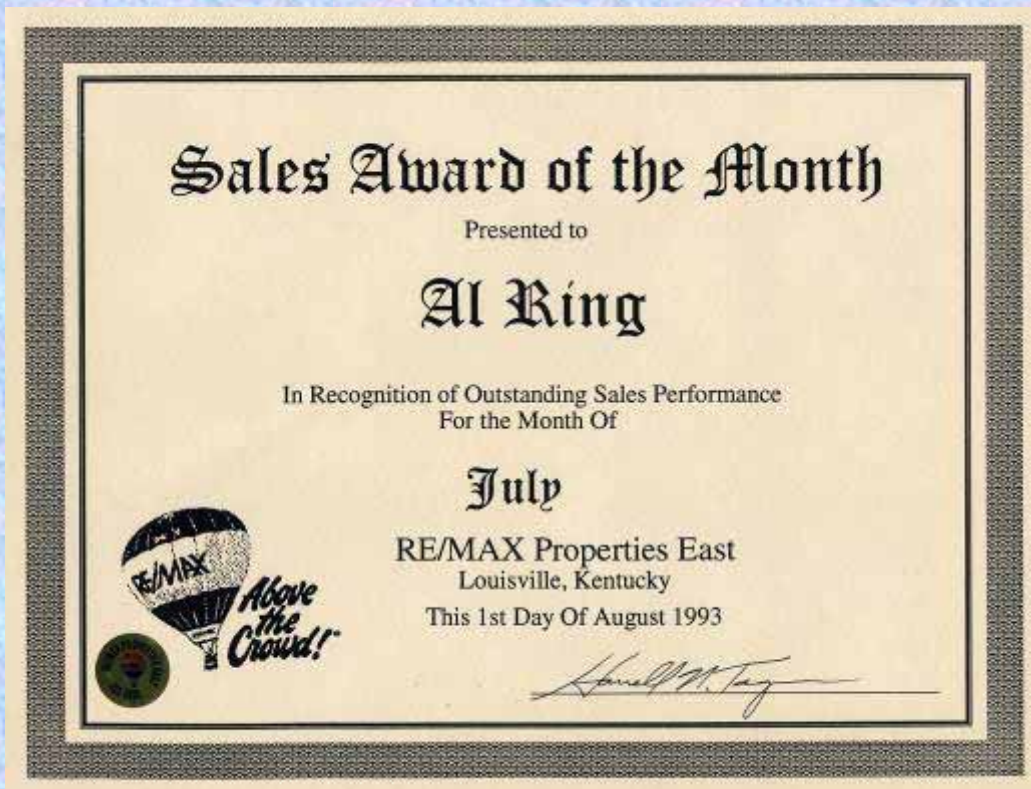 Sales Award of the Month
Presented to
Al Ring
In Recognition of Outstanding Sales Performance
For the Month Of
July
RE/MAX Properties East
Louisville, Kentucky
This 1st Day Of August 1993
RE/MAX
Above
the
Crowd!